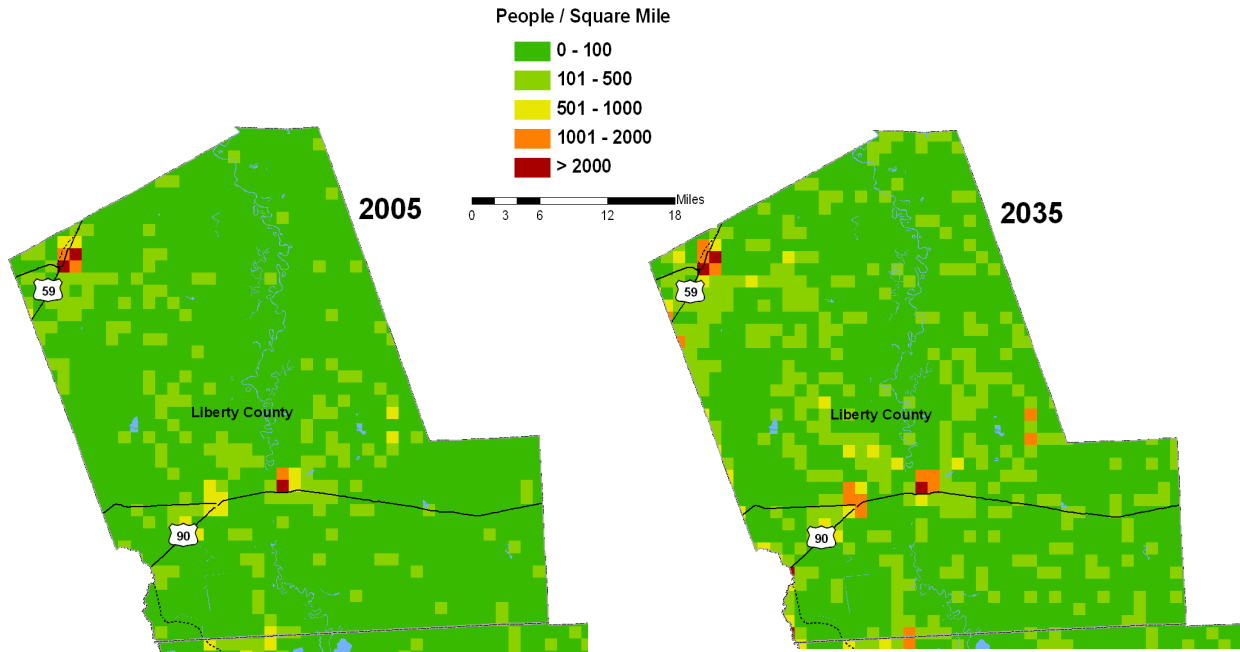 People / Square Mile
0 - 100
101 - 500
501 - 1000
1001 - 2000
> 2000
Miles
0 3 6 12 18
2005
2035
59
59
Liberty County
Liberty County
90
90